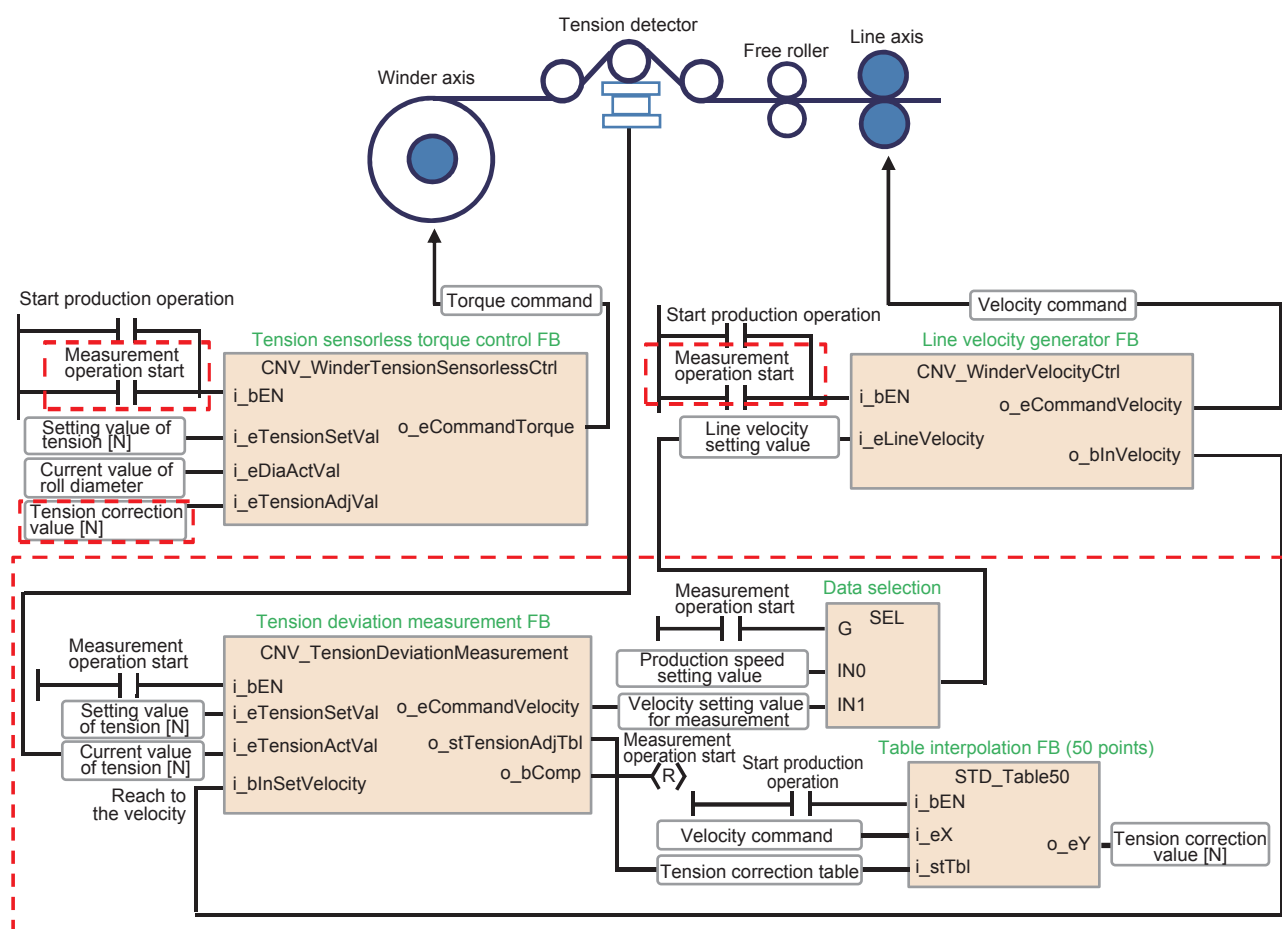 Tension detector
Line axis
Free roller
Winder axis
Start production operation
Torque command
Velocity command
Start production operation
Tension sensorless torque control FB
Line velocity generator FB
Measurement
operation start
CNV_WinderTensionSensorlessCtrl
i_bEN
Setting value of
tension [N]
i_eTensionSetVal
o_eCommandTorque
Current value of
roll diameter
i_eDiaActVal
Tension correction
value [N]
i_eTensionAdjVal
Measurement
operation start
CNV_WinderVelocityCtrl
i_bEN
o_eCommandVelocity
Line velocity
setting value
i_eLineVelocity
o_bInVelocity
Tension deviation measurement FB
Measurement
operation start
CNV_TensionDeviationMeasurement
i_bEN
Setting value
of tension [N]
i_eTensionSetVal
o_eCommandVelocity
Current value
of tension [N]
i_eTensionActVal
o_stTensionAdjTbl
o_bComp
Reach to
the velocity
i_bInSetVelocity
Measurement
operation start
Data selection
SEL
G
Production speed
setting value
IN0
Velocity setting value
for measurement
IN1
Measurement
operation start
R
Start production
operation
Table interpolation FB (50 points)
STD_Table50
i_bEN
Velocity command
i_eX
o_eY
Tension correction
value [N]
Tension correction table
i_stTbl